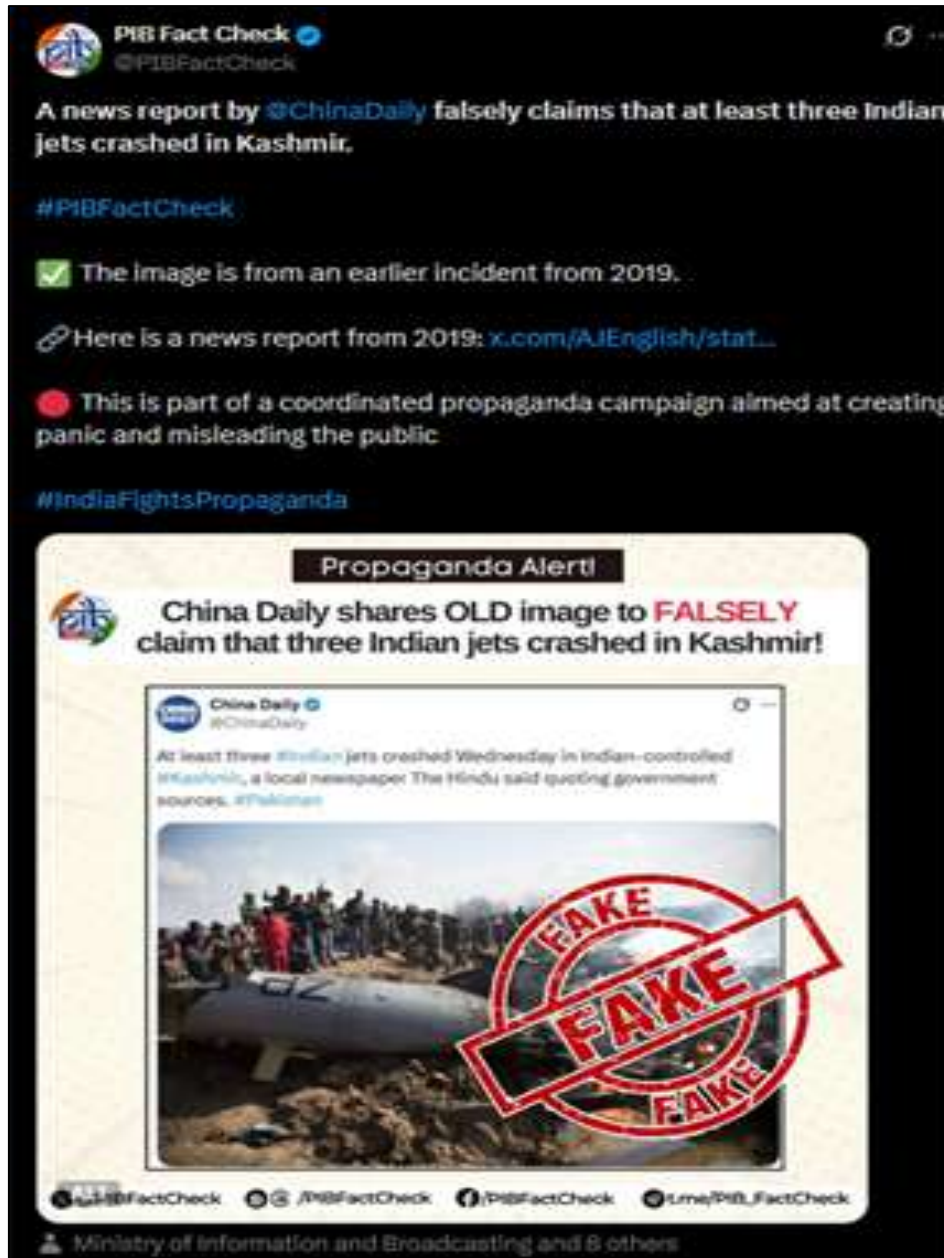 PIB Fact Check
@PIBFactCheck
A news report by @ChinaDaily falsely claims that at least three Indian
jets crashed in Kashmir.
#PIBFactCheck
The image is from an earlier incident from 2019.
Here is a news report from 2019: x.com/AJEnglish/stat...
This is part of a coordinated propaganda campaign aimed at creating
panic and misleading the public
#IndiaFightsPropaganda
Propaganda Alert!
China Daily shares OLD image to FALSELY
claim that three Indian jets crashed in Kashmir!
China Daily
@ChinaDaily
At least three #Indian jets crashed Wednesday in Indian-controlled
#Kashmir, a local newspaper The Hindu said quoting government
sources. #Pakistan
FAKE
FAKE
FAKE
PIBFactCheck /PIBFactCheck /PIBFactCheck t.me/PIB_FactCheck
Ministry of Information and Broadcasting and 8 others